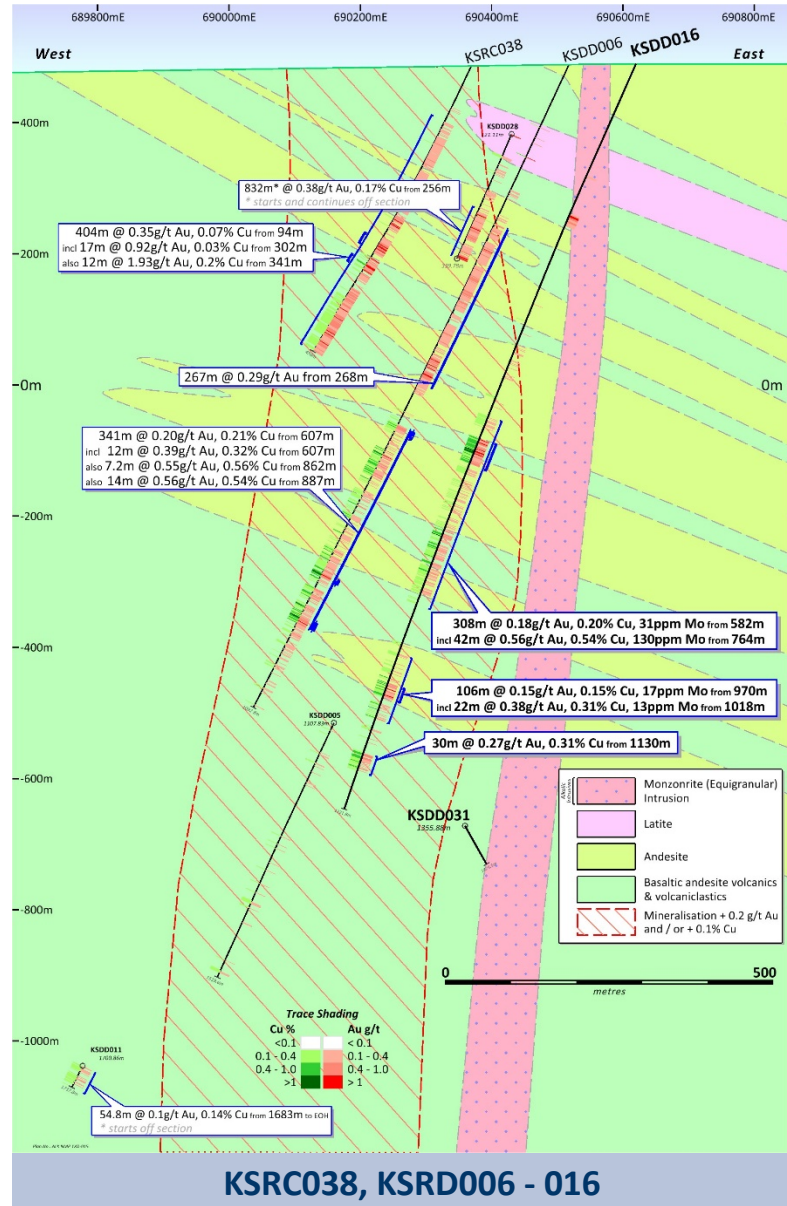 689800mE 690000mE 690200mE 690400mE 690600mE 690800mE
West
KSRC038
KSDD006
KSDD016
East
400m
KSDD028
832m* @ 0.38g/t Au, 0.17% Cu from 256m
* starts and continues off section
404m @ 0.35g/t Au, 0.07% Cu from 94m
incl 17m @ 0.92g/t Au, 0.03% Cu from 302m
also 12m @ 1.93g/t Au, 0.2% Cu from 341m
200m
267m @ 0.29g/t Au from 268m
0m
0m
341m @ 0.20g/t Au, 0.21% Cu from 607m
incl 12m @ 0.39g/t Au, 0.32% Cu from 607m
also 7.2m @ 0.55g/t Au, 0.56% Cu from 862m
also 14m @ 0.56g/t Au, 0.54% Cu from 887m
-200m
308m @ 0.18g/t Au, 0.20% Cu, 31ppm Mo from 582m
incl 42m @ 0.56g/t Au, 0.54% Cu, 130ppm Mo from 764m
-400m
106m @ 0.15g/t Au, 0.15% Cu, 17ppm Mo from 970m
incl 22m @ 0.38g/t Au, 0.31% Cu, 13ppm Mo from 1018m
KSDD005
1107.83m
30m @ 0.27g/t Au, 0.31% Cu from 1130m
-600m
KSDD031
1355.88m
Monzonrite (Equigranular)
Intrusion
Latite
Andesite
Basaltic andesite volcanics
& volcaniclastics
Mineralisation + 0.2 g/t Au
and / or + 0.1% Cu
-800m
0 500
metres
Trace Shading
Cu % Au g/t
<0.1 < 0.1
0.1 - 0.4 0.1 - 0.4
0.4 - 1.0 0.4 - 1.0
>1 > 1
-1000m
KSDD011
54.8m @ 0.1g/t Au, 0.14% Cu from 1683m to EOH
* starts off section
KSRC038, KSRD006 - 016